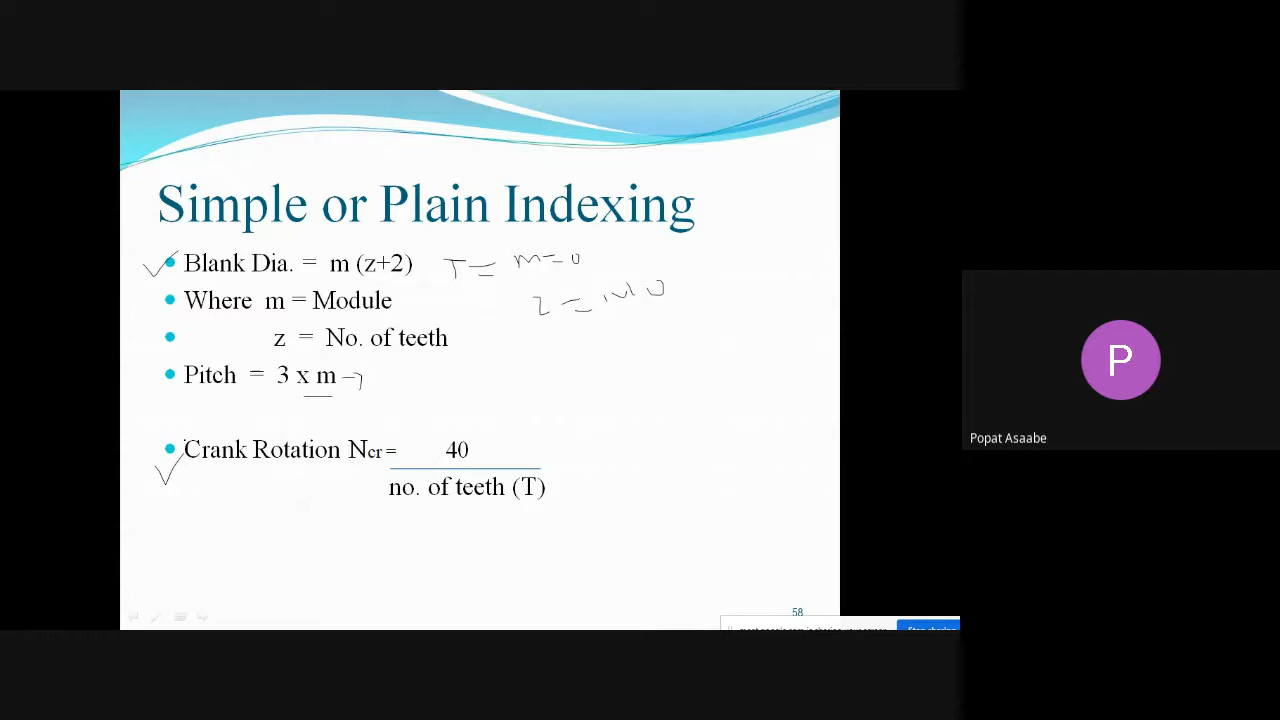 Simple or Plain Indexing
Blank Dia. = m (z+2) T = m =
Where m = Module
z =
z = No. of teeth
Pitch = 3 x m
Crank Rotation Ncr = 40
no. of teeth (T)
58
P
Popat Asaabe